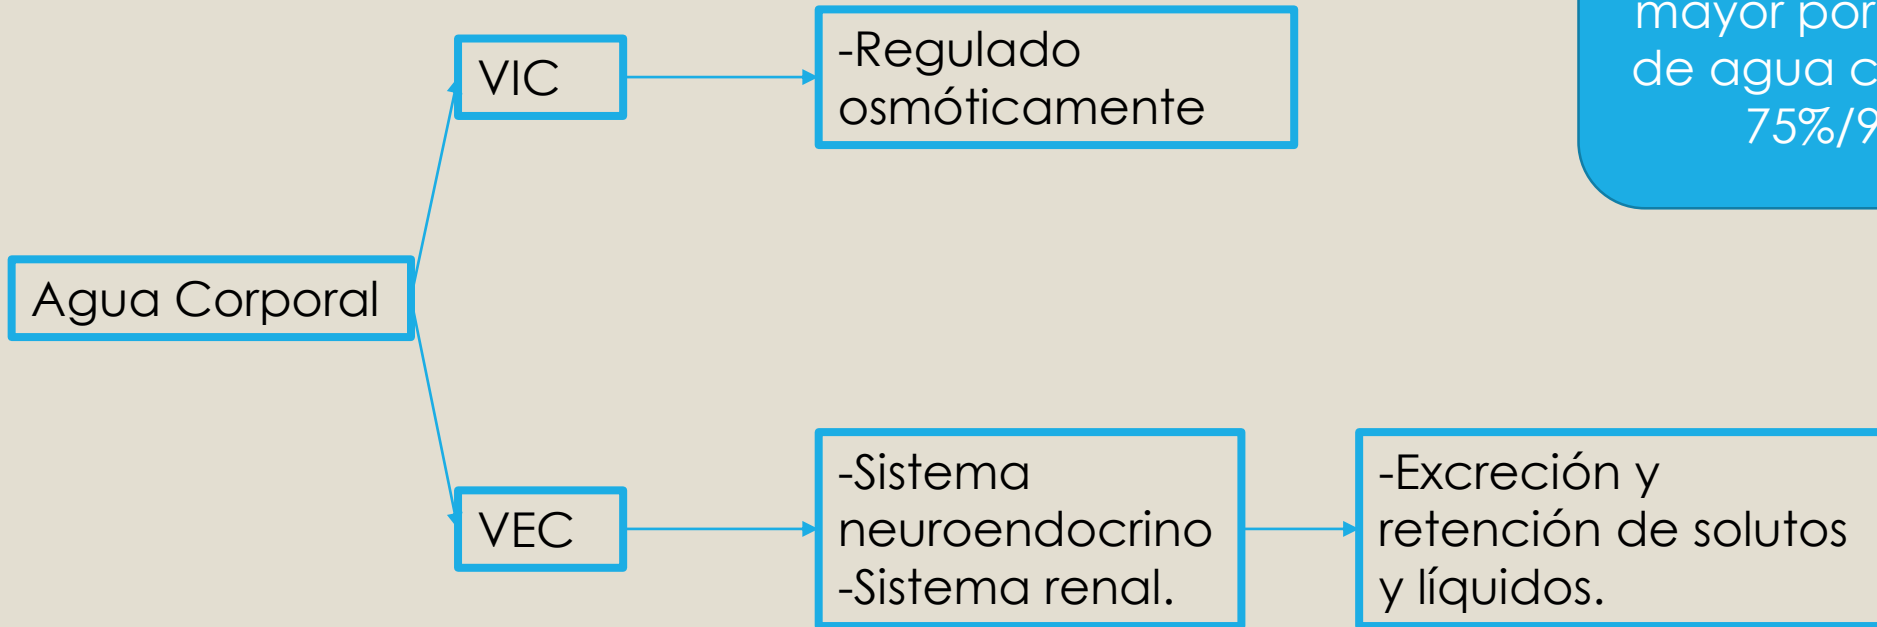 mayor por
de agua c
75%/9
VIC
-Regulado
osmóticamente
Agua Corporal
VEC
-Sistema
neuroendocrino
-Sistema renal.
-Excreción y
retención de solutos
y líquidos.